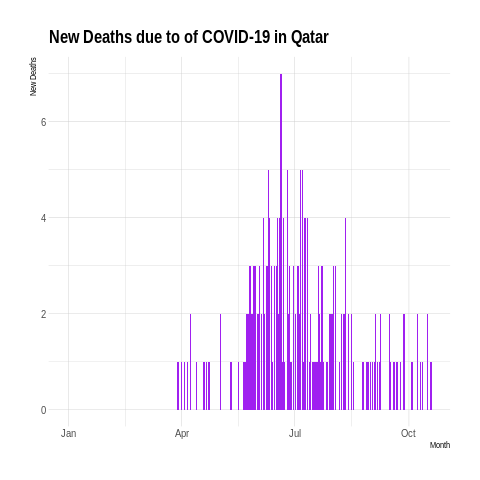 New Deaths due to of COVID-19 in Qatar
New Deaths
6
4
2
0
Jan Apr Jul Oct
Month